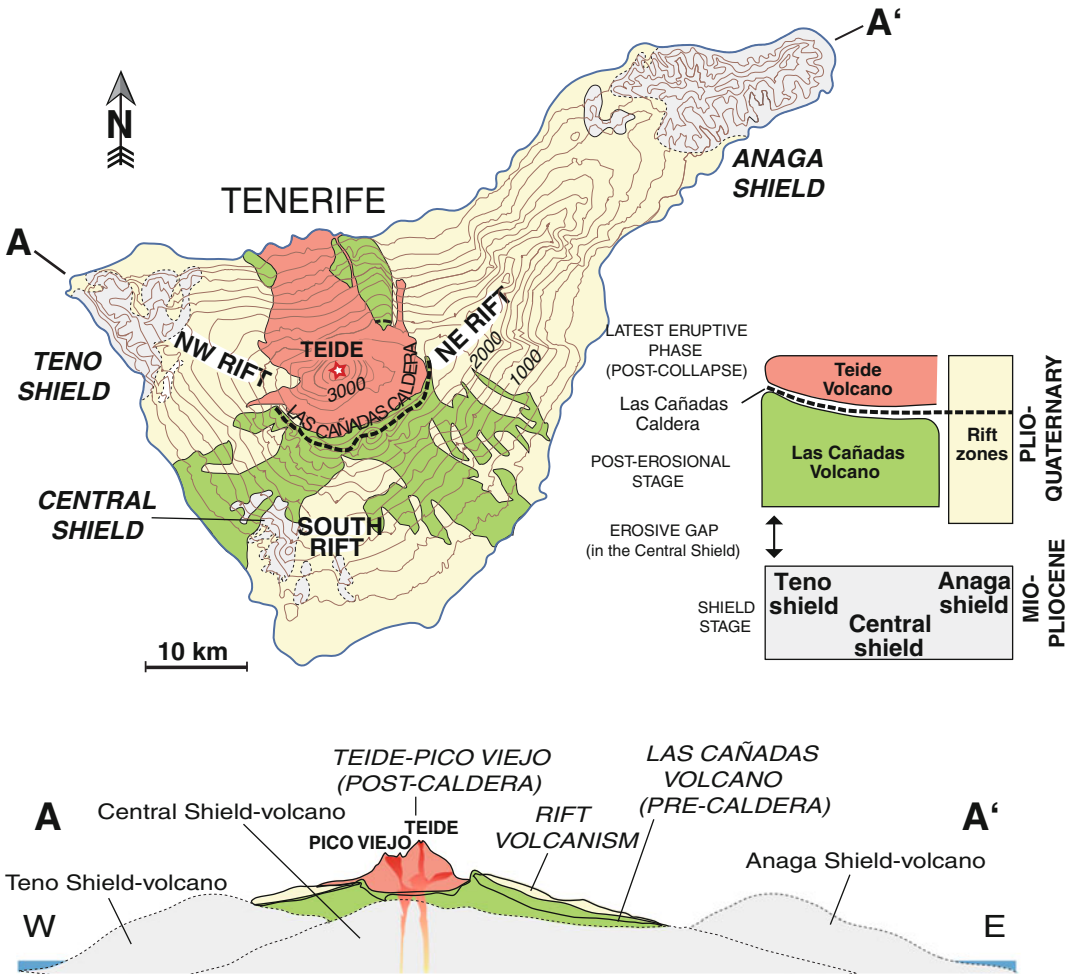 A'
N
ANAGA
SHIELD
TENERIFE
A
TENO
SHIELD
NW RIFT
TEIDE
3000
LAS CAÑADAS CALDERA
NE RIFT
2000
1000
CENTRAL
SHIELD
SOUTH
RIFT
10 km
LATEST ERUPTIVE
PHASE
(POST-COLLAPSE)
Las Cañadas
Caldera
POST-EROSIONAL
STAGE
EROSIVE GAP
(in the Central Shield)
SHIELD
STAGE
Teide
Volcano
Las Cañadas
Volcano
Rift
zones
PLIO-
QUATERNARY
Teno
shield
Central
shield
Anaga
shield
MIO-
PLIOCENE
A
A'
TEIDE-PICO VIEJO
(POST-CALDERA)
LAS CAÑADAS
VOLCANO
(PRE-CALDERA)
Central Shield-volcano
RIFT
VOLCANISM
TEIDE
PICO VIEJO
Anaga Shield-volcano
Teno Shield-volcano
W
E